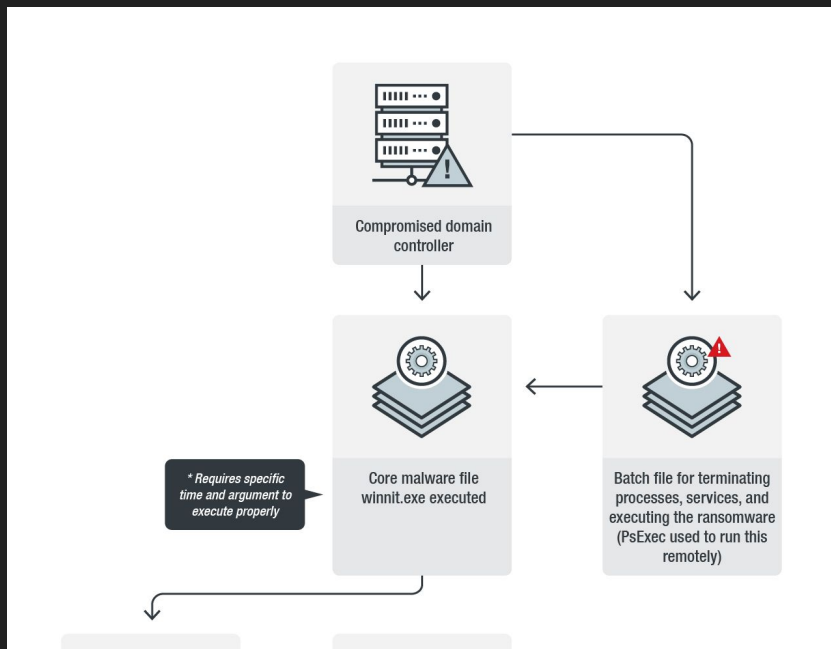 Compromised domain
controller
* Requires specific
time and argument to
execute properly
Core malware file
winnit.exe executed
Batch file for terminating
processes, services, and
executing the ransomware
(PsExec used to run this
remotely)